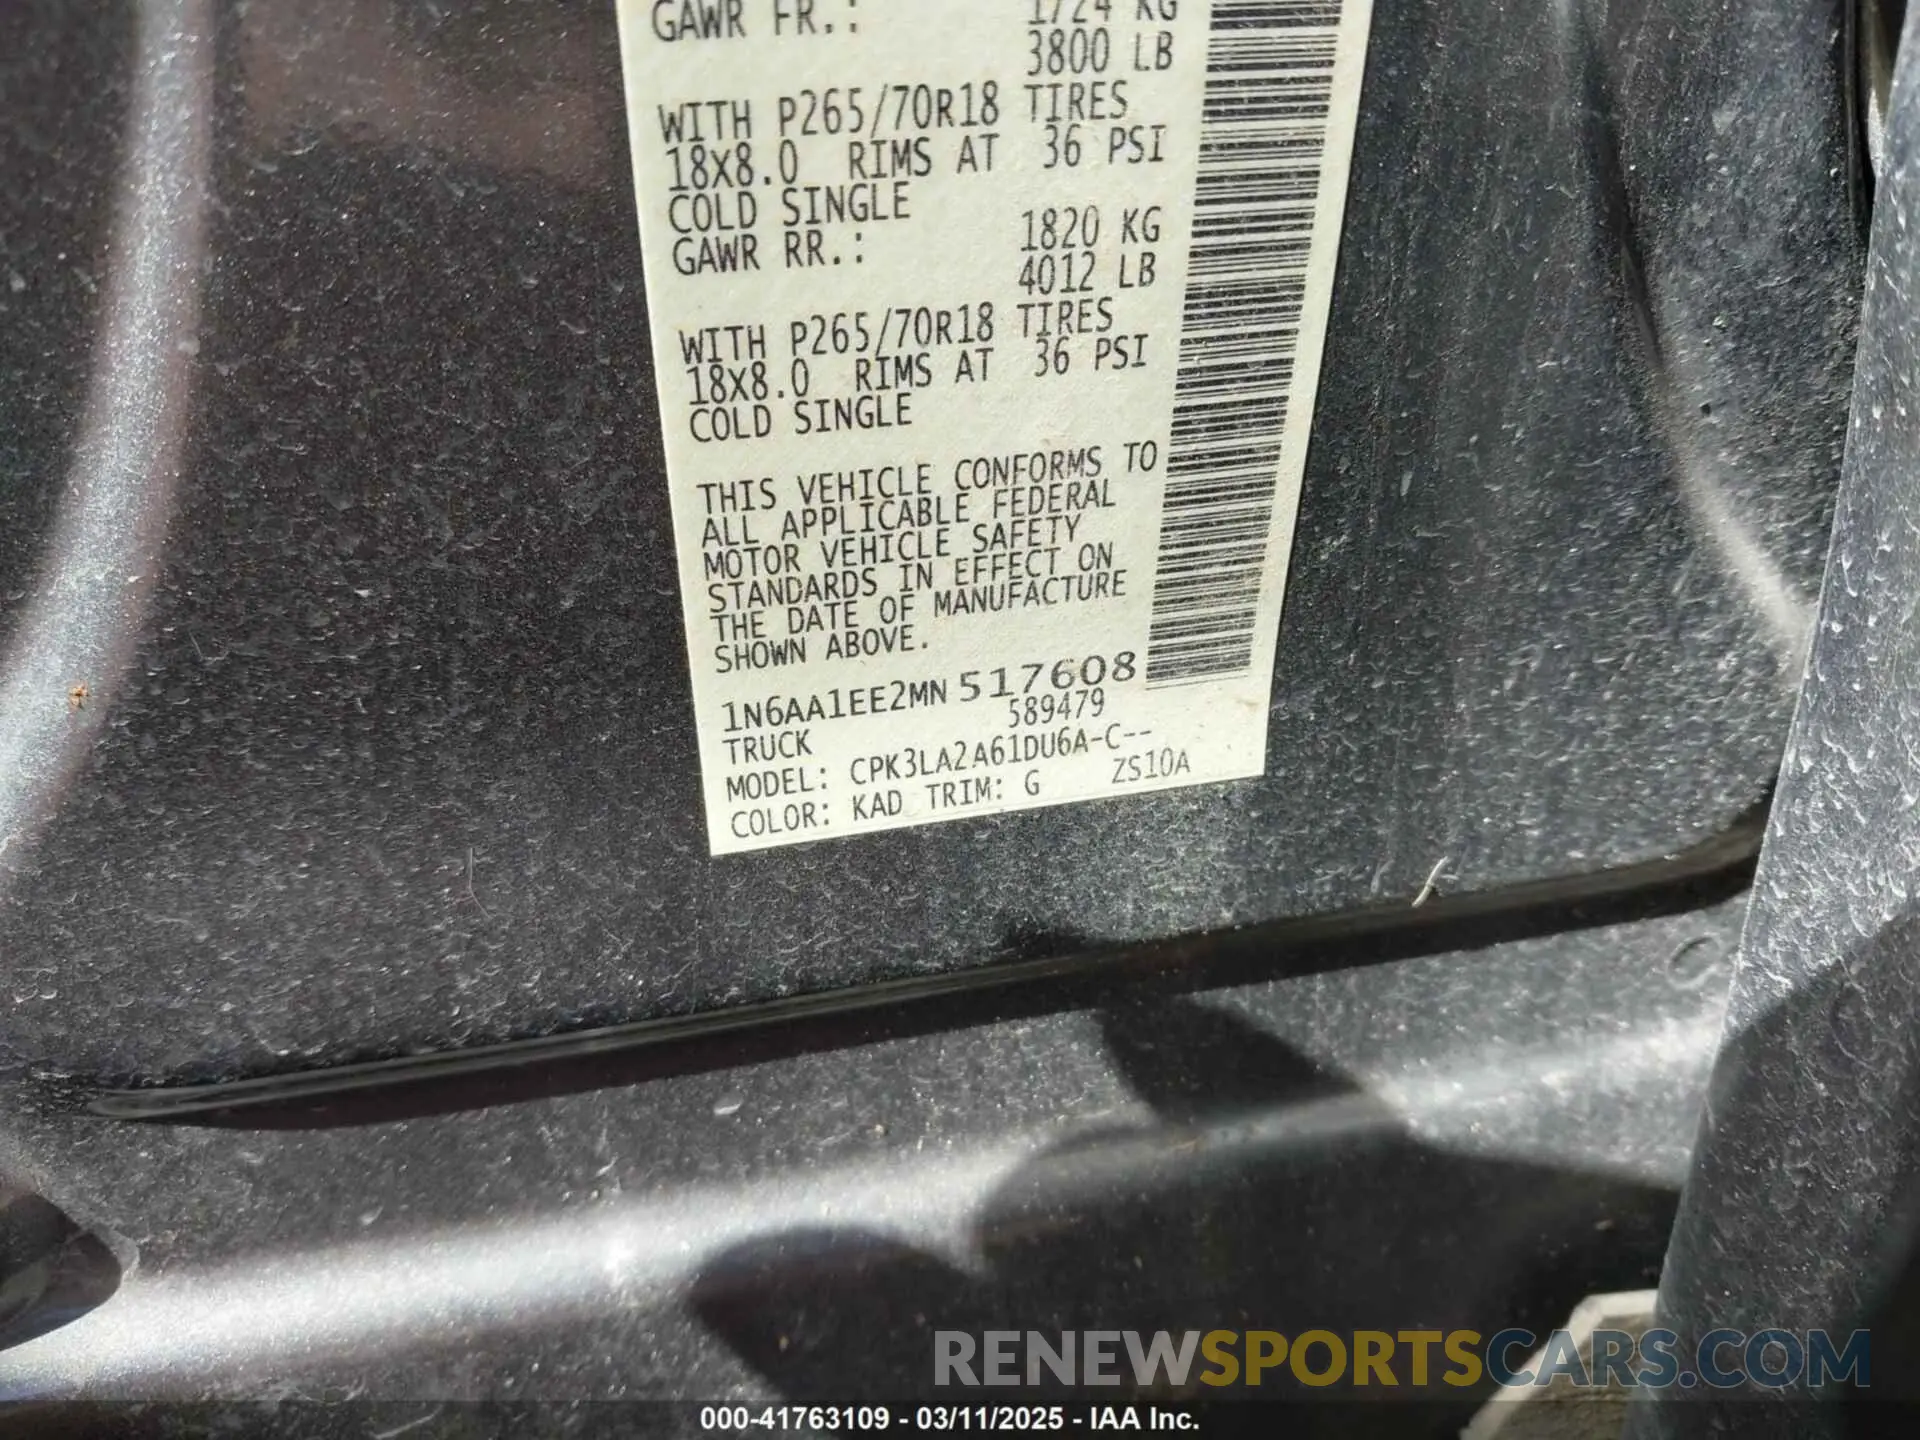 GAWR FR.: 1724 KG
3800 LB
WITH P265/70R18 TIRES
18X8.0 RIMS AT 36 PSI
COLD SINGLE
GAWR RR.: 1820 KG
4012 LB
WITH P265/70R18 TIRES
18X8.0 RIMS AT 36 PSI
COLD SINGLE
THIS VEHICLE CONFORMS TO
ALL APPLICABLE FEDERAL
MOTOR VEHICLE SAFETY
STANDARDS IN EFFECT ON
THE DATE OF MANUFACTURE
SHOWN ABOVE.
1N6AA1EE2MN517608
TRUCK 589479
MODEL: CPK3LA2A61DU6A-C--
COLOR: KAD TRIM: G ZS10A
RENEWSPORTSCARS.COM
000-41763109 - 03/11/2025 - IAA Inc.